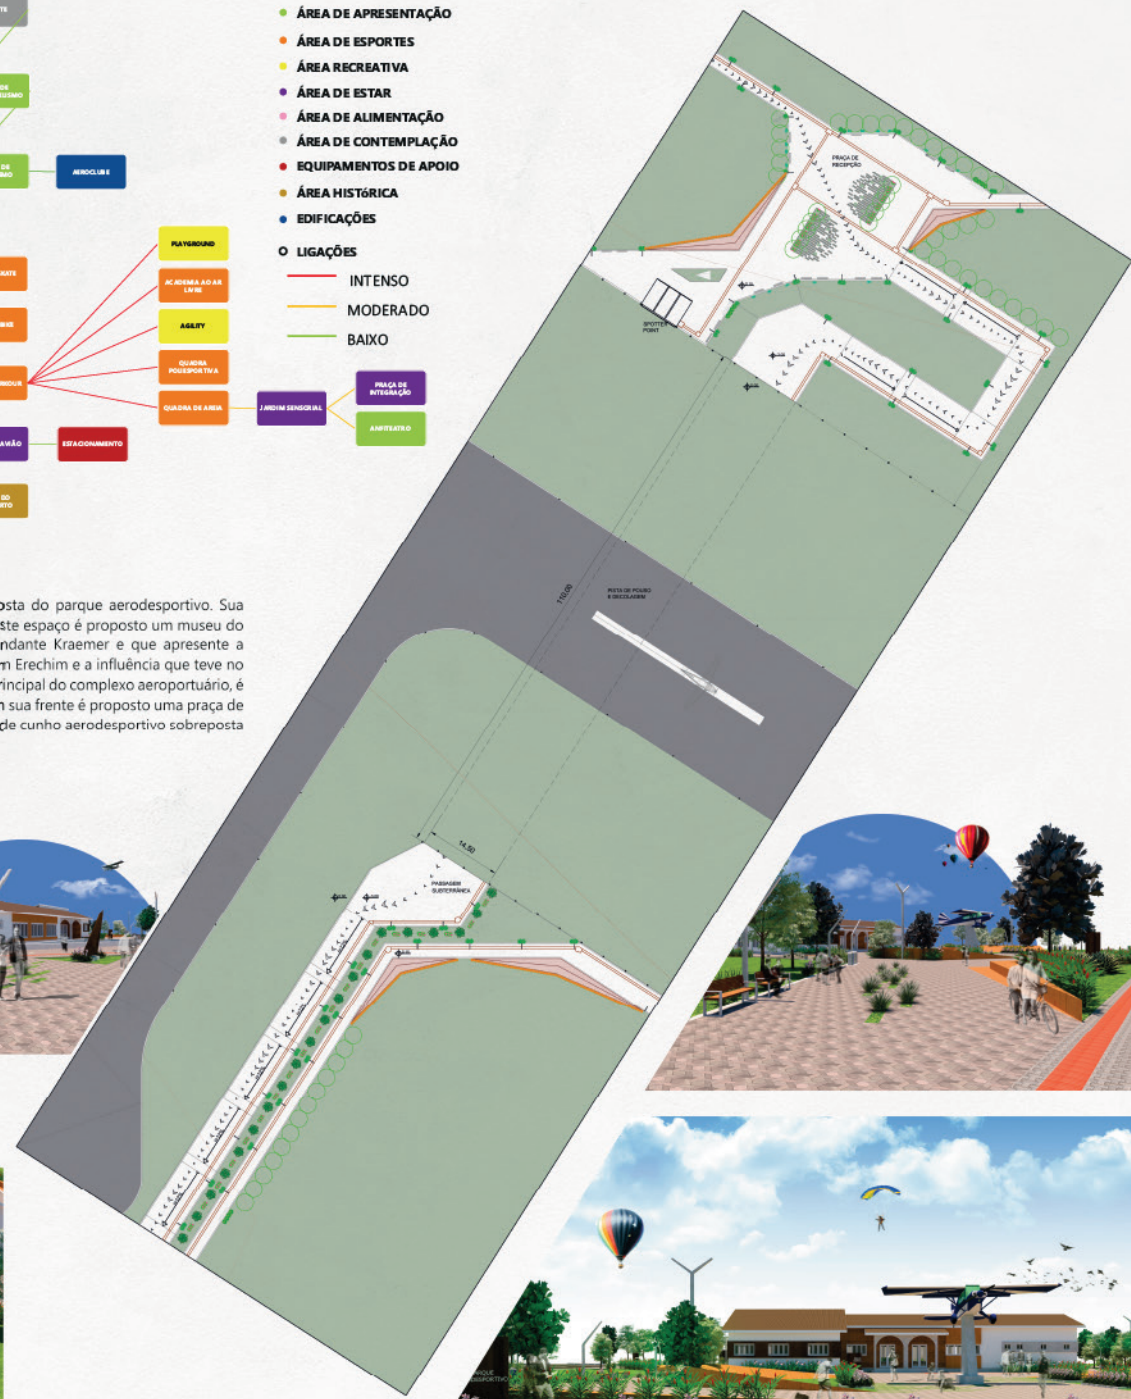 ÁREA DE APRESENTAÇÃO
ÁREA DE ESPORTES
ÁREA RECREATIVA
ÁREA DE ESTAR
ÁREA DE ALIMENTAÇÃO
ÁREA DE CONTEMPLAÇÃO
EQUIPAMENTOS DE APOIO
ÁREA HISTÓRICA
EDIFICAÇÕES
LIGAÇÕES
INTENSO
MODERADO
BAIXO
AEROCLUBE
PLAYGROUND
ACADEMIA AO AR
LIVRE
AGILITY
QUADRA
POLIESPORTIVA
QUADRA DE AREIA
JARDIM SENSORIAL
PRAÇA DE
INTEGRAÇÃO
ANFITEATRO
ESTACIONAMENTO
PRAÇA DE
RECEPÇÃO
SPOTTER
POINT
PISTA DE POUSO
E DECOLAGEM
110,00
14,50
PASSAGEM
SUBTERRÂNEA
osta do parque aerodesportivo. Sua
ste espaço é proposto um museu do
ndante Kraemer e que apresente a
m Erechim e a influência que teve no
rincipal do complexo aeroportuário, é
n sua frente é proposto uma praça de
de cunho aerodesportivo sobreposta